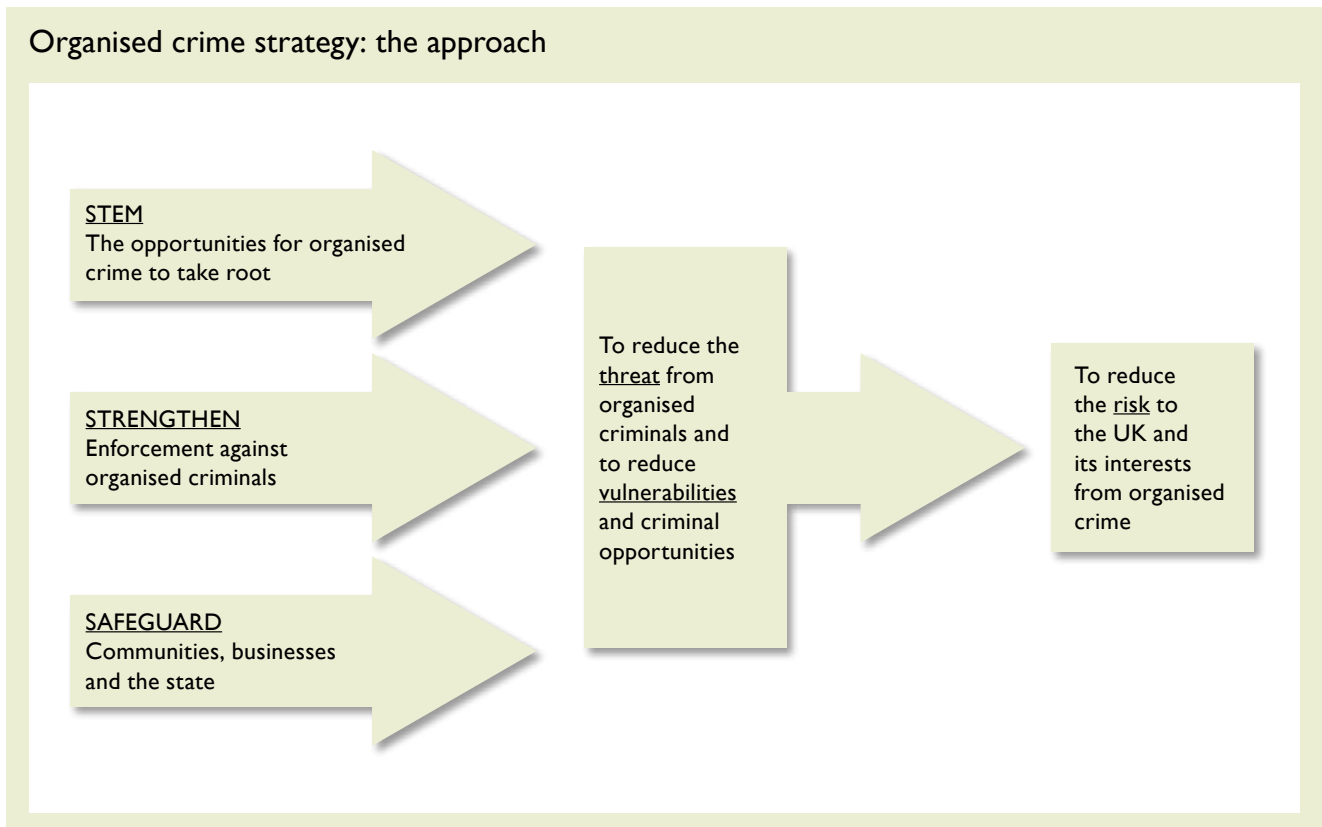 Organised crime strategy: the approach
STEM
The opportunities for organised
crime to take root
STRENGTHEN
Enforcement against
organised criminals
SAFEGUARD
Communities, businesses
and the state
To reduce the
threat from
organised
criminals and
to reduce
vulnerabilities
and criminal
opportunities
To reduce
the risk to
the UK and
its interests
from organised
crime